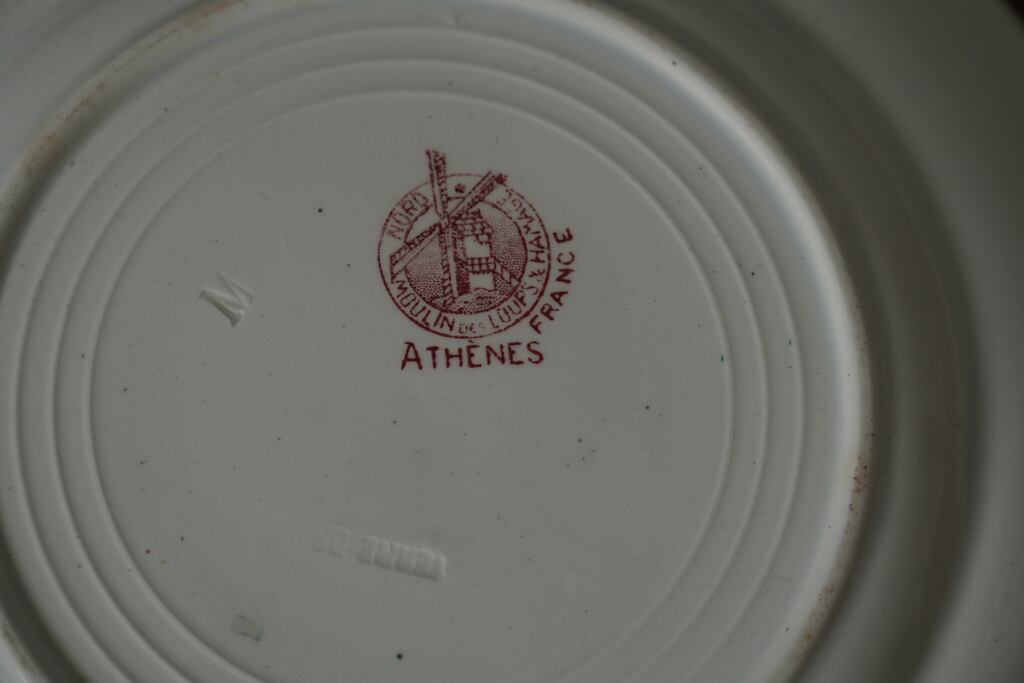 NORD
MOULIN DES LOUPS & HAMAGE
FRANCE
ATHÈNES
M